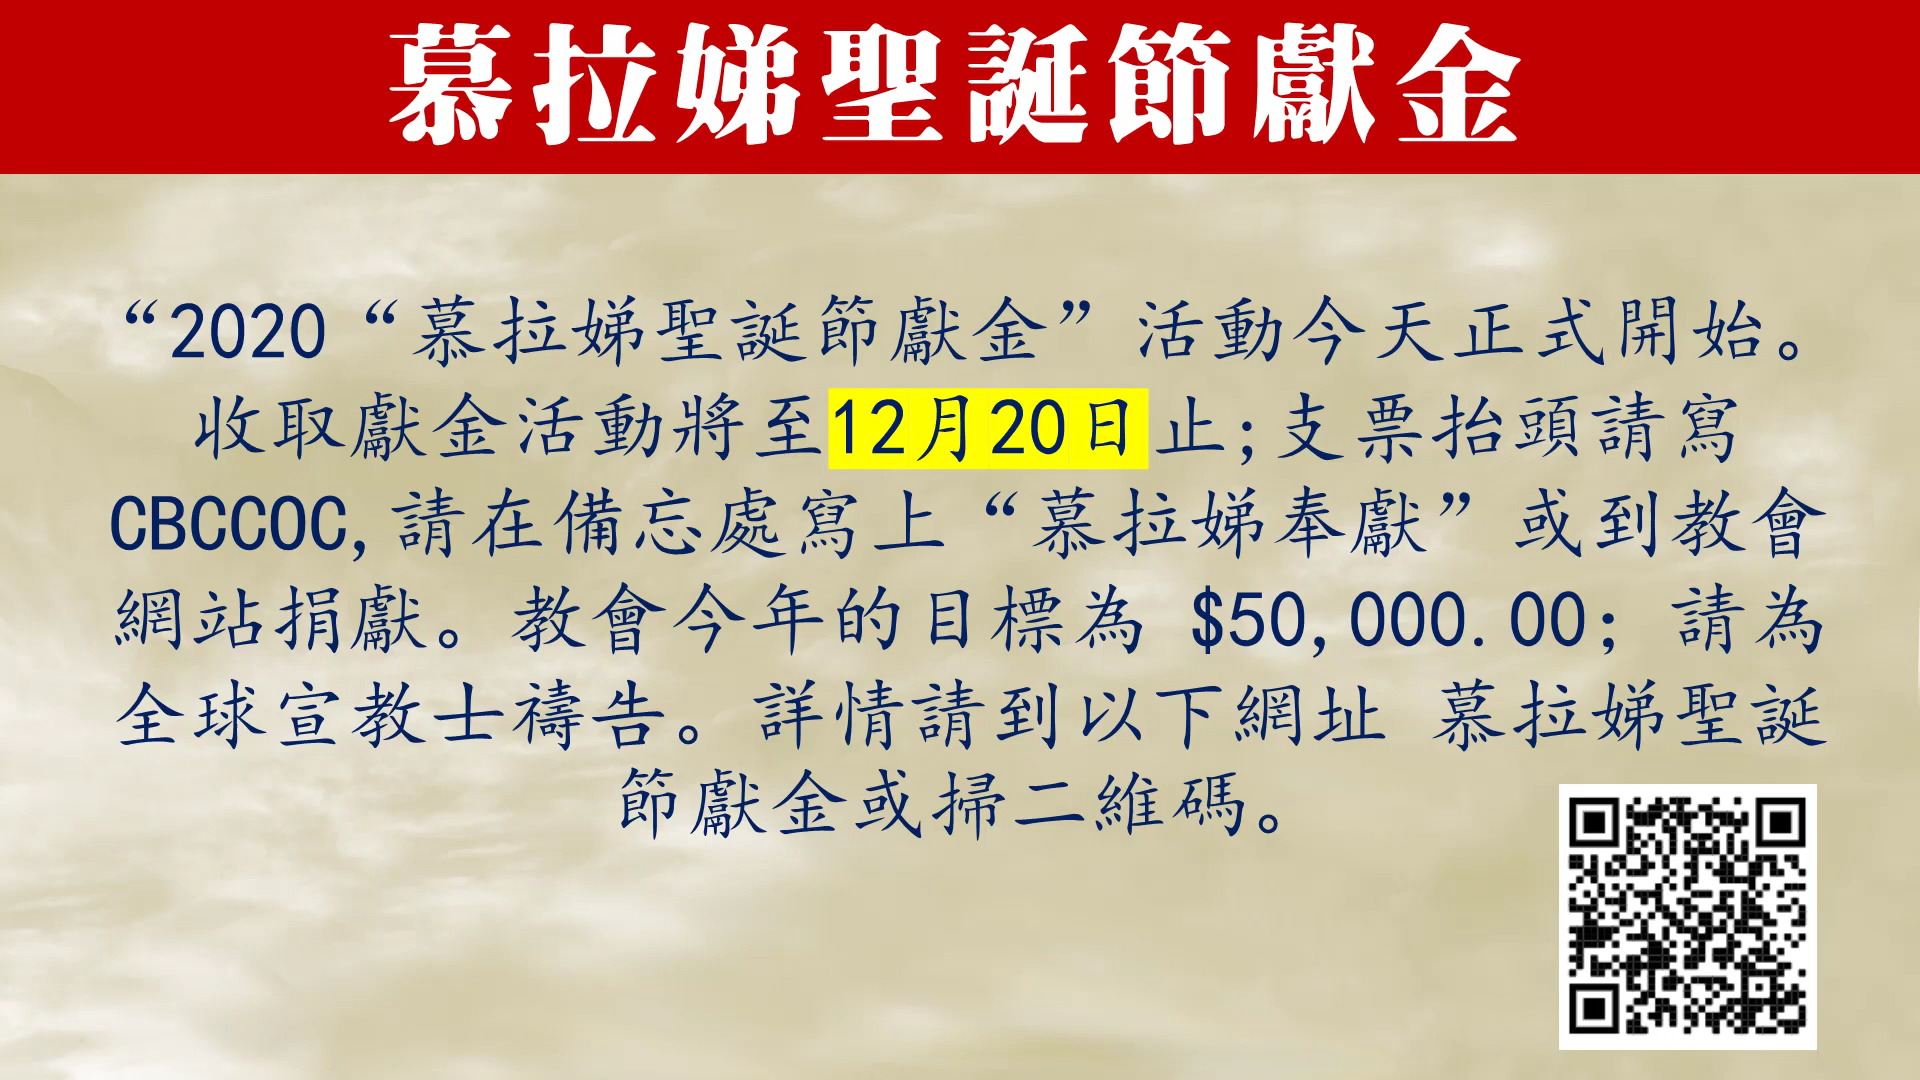 慕拉娣聖誕節獻金
“2020“慕拉娣聖誕節獻金”活動今天正式開始。
收取獻金活動將至12月20日止;支票抬頭請寫
CBCCOC,請在備忘處寫上“慕拉娣奉獻”或到教會
網站捐獻。教會今年的目標為 $50,000.00; 請為
全球宣教士禱告。詳情請到以下網址 慕拉娣聖誕
節獻金或掃二維碼。